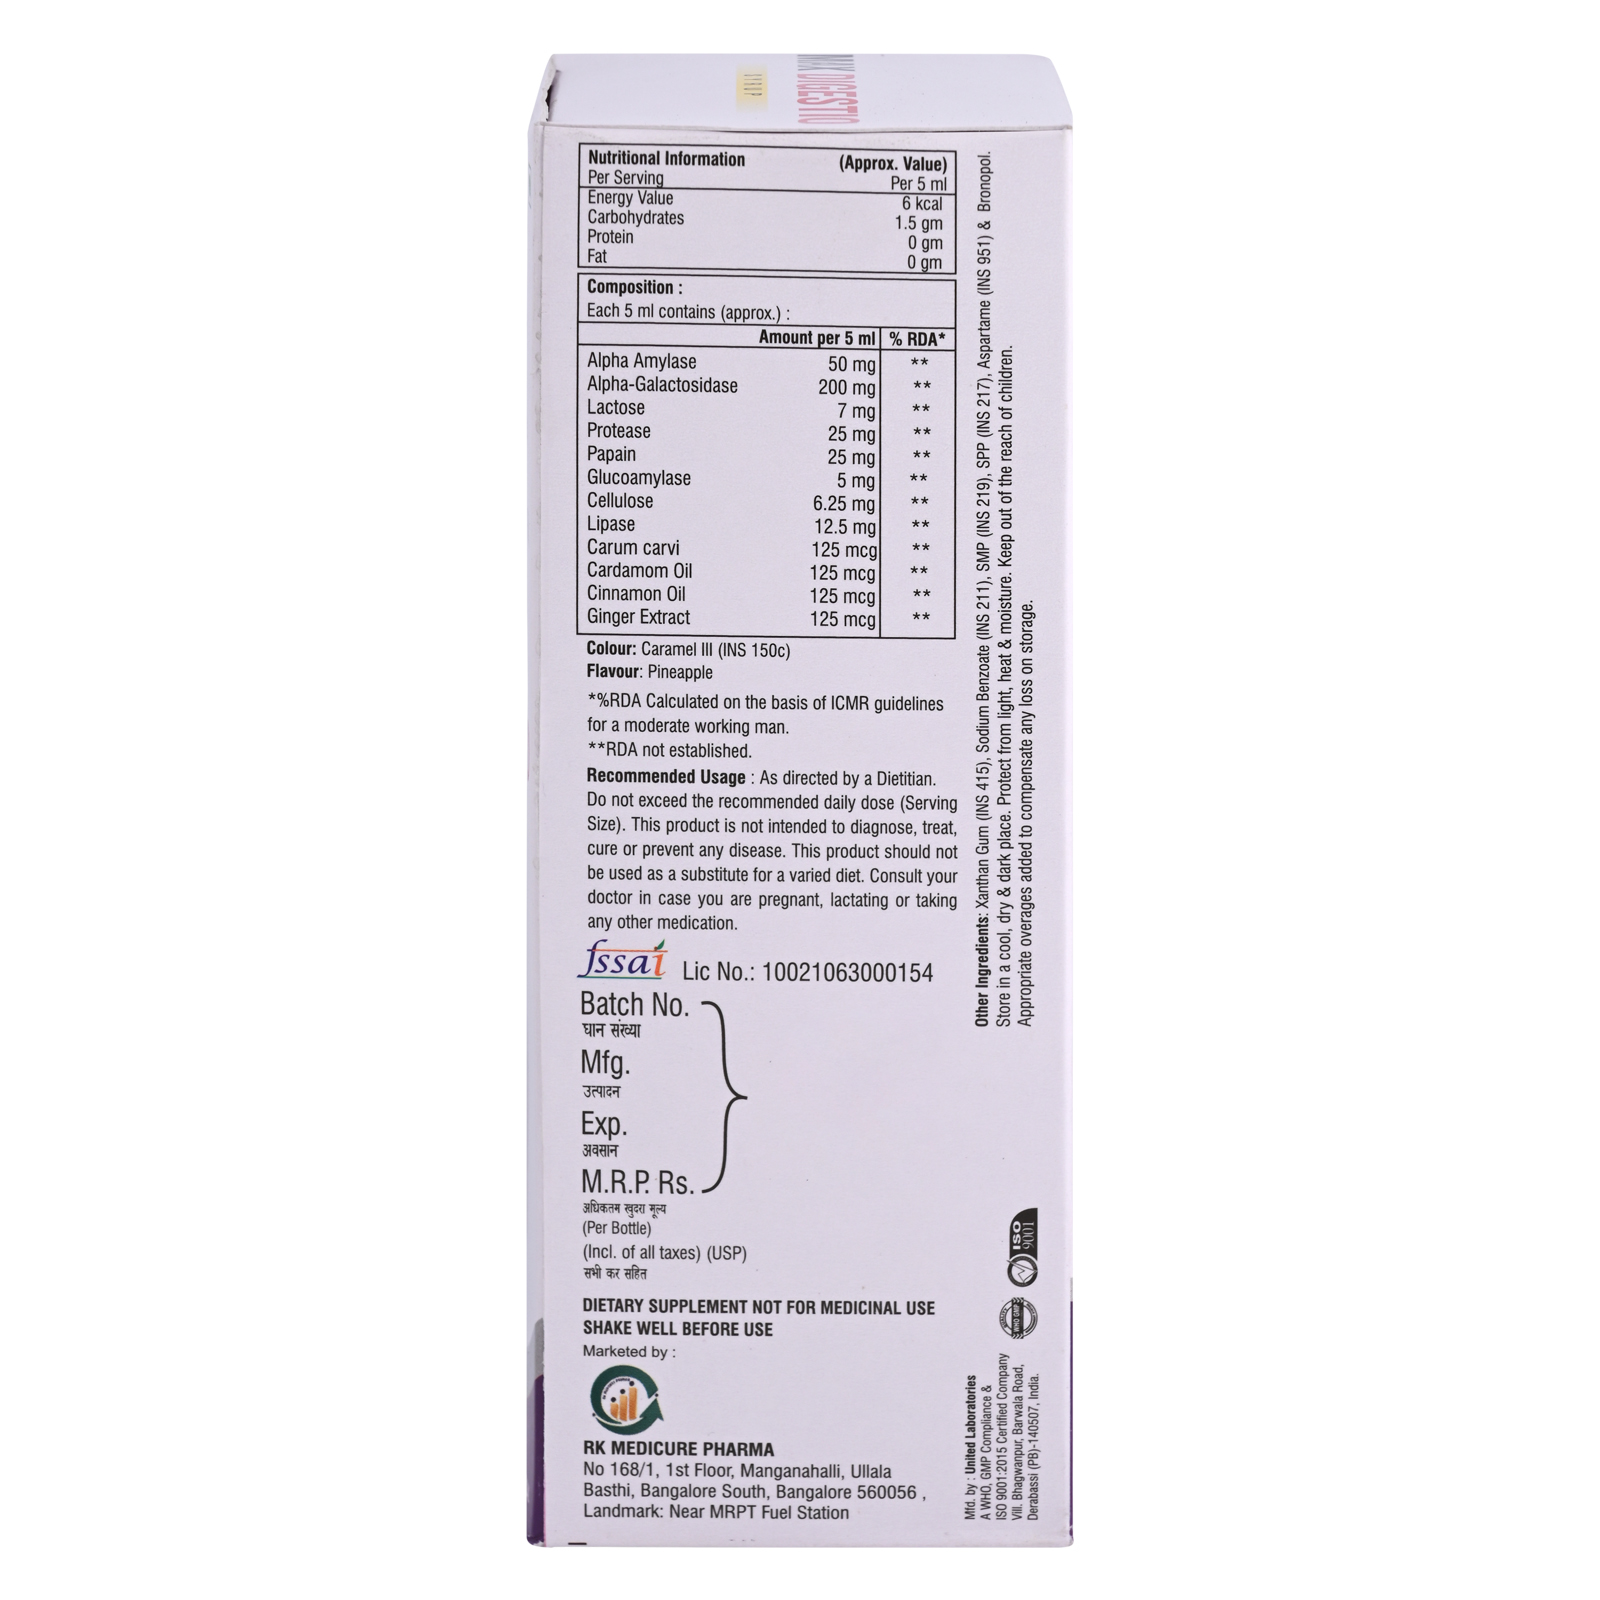 MAX DIGESTIC
SYRUP
Nutritional Information (Approx. Value)
Per Serving Per 5 ml
Energy Value 6 kcal
Carbohydrates 1.5 gm
Protein 0 gm
Fat 0 gm
Composition :
Each 5 ml contains (approx.) :
Amount per 5 ml % RDA*
Alpha Amylase 50 mg **
Alpha-Galactosidase 200 mg **
Lactose 7 mg **
Protease 25 mg **
Papain 25 mg **
Glucoamylase 5 mg **
Cellulose 6.25 mg **
Lipase 12.5 mg **
Carum carvi 125 mcg **
Cardamom Oil 125 mcg **
Cinnamon Oil 125 mcg **
Ginger Extract 125 mcg **
Colour: Caramel III (INS 150c)
Flavour: Pineapple
*%RDA Calculated on the basis of ICMR guidelines
for a moderate working man.
**RDA not established.
Recommended Usage : As directed by a Dietitian.
Do not exceed the recommended daily dose (Serving
Size). This product is not intended to diagnose, treat,
cure or prevent any disease. This product should not
be used as a substitute for a varied diet. Consult your
doctor in case you are pregnant, lactating or taking
any other medication.
fssai Lic No.: 10021063000154
Batch No.
घान संख्या
Mfg.
उत्पादन
Exp.
अवसान
M.R.P. Rs.
अधिकतम खुदरा मूल्य
(Per Bottle)
(Incl. of all taxes) (USP)
सभी कर सहित
DIETARY SUPPLEMENT NOT FOR MEDICINAL USE
SHAKE WELL BEFORE USE
Marketed by :
RK MEDICURE PHARMA
No 168/1, 1st Floor, Manganahalli, Ullala
Basthi, Bangalore South, Bangalore 560056 ,
Landmark: Near MRPT Fuel Station
Other Ingredients: Xanthan Gum (INS 415), Sodium Benzoate (INS 211), SMP (INS 219), SPP (INS 217), Aspartame (INS 951) & Bronopol.
Store in a cool, dry & dark place. Protect from light, heat & moisture. Keep out of the reach of children.
Appropriate overages added to compensate any loss on storage.
ISO
9001
WHO GMP
Mfd. by : United Laboratories
A WHO, GMP Compliance &
ISO 9001:2015 Certified Company
Vill. Bhagwanpur, Barwala Road,
Derabassi (PB)-140507, India.